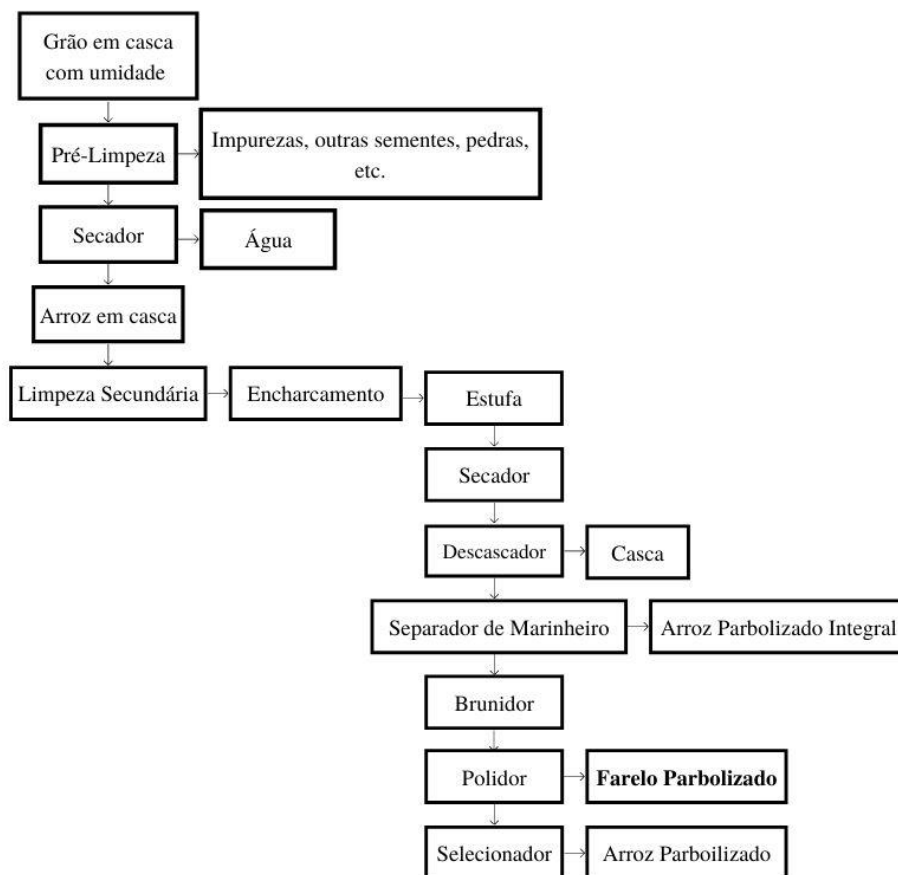 Grão em casca
com umidade
Pré-Limpeza
Impurezas, outras sementes, pedras,
etc.
Secador
Água
Arroz em casca
Limpeza Secundária
Encharcamento
Estufa
Secador
Descascador
Casca
Separador de Marinheiro
Arroz Parbolizado Integral
Brunidor
Polidor
Farelo Parbolizado
Selecionador
Arroz Parboilizado